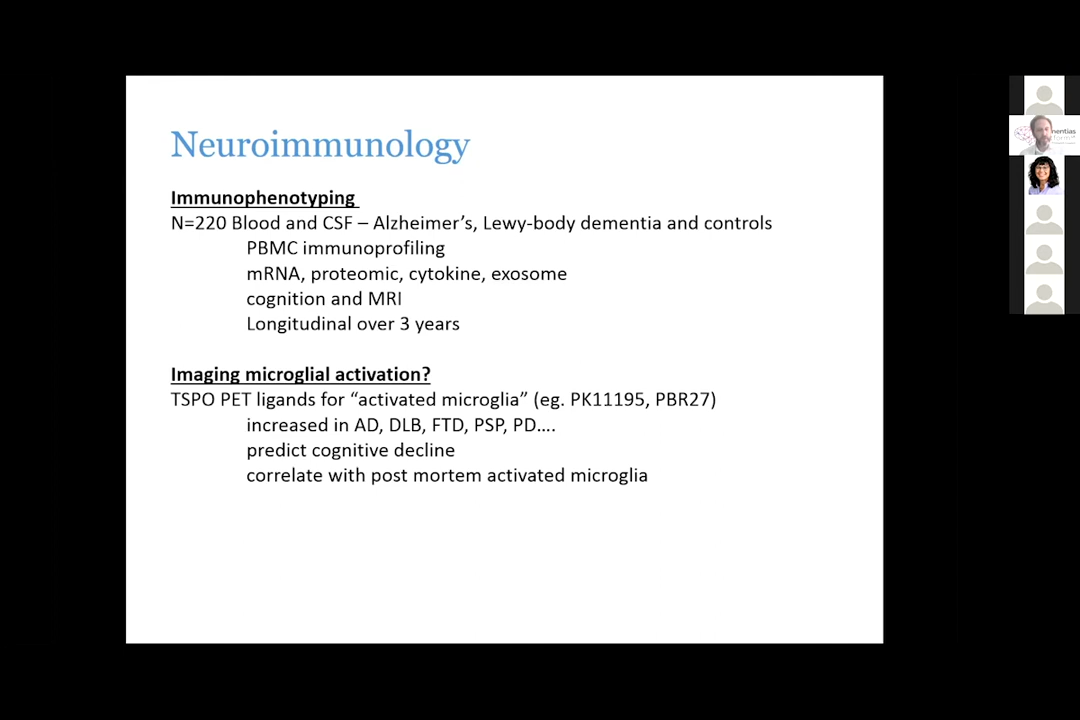 Neuroimmunology
Immunophenotyping
N=220 Blood and CSF – Alzheimer’s, Lewy-body dementia and controls
PBMC immunoprofiling
mRNA, proteomic, cytokine, exosome
cognition and MRI
Longitudinal over 3 years
Imaging microglial activation?
TSPO PET ligands for “activated microglia” (eg. PK11195, PBR27)
increased in AD, DLB, FTD, PSP, PD….
predict cognitive decline
correlate with post mortem activated microglia
nentias